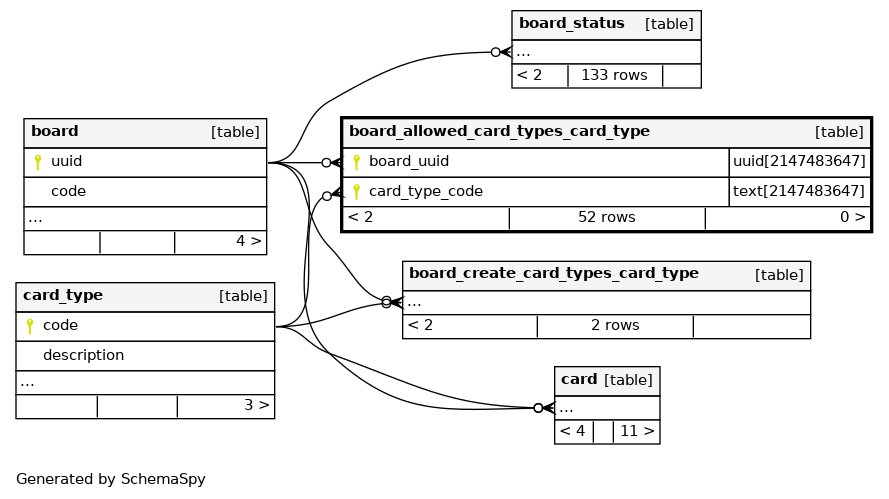 board_status [table]
...
< 2 133 rows
board [table]
uuid
code
...
4 >
board_allowed_card_types_card_type [table]
board_uuid uuid[2147483647]
card_type_code text[2147483647]
< 2 52 rows 0 >
card_type [table]
code
description
...
3 >
board_create_card_types_card_type [table]
...
< 2 2 rows
card [table]
...
< 4 11 >
Generated by SchemaSpy